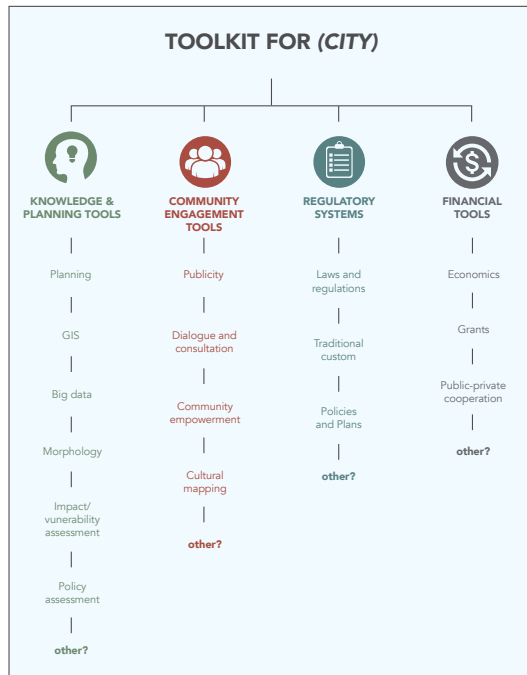 TOOLKIT FOR (CITY)
KNOWLEDGE &
PLANNING TOOLS
Planning
GIS
Big data
Morphology
Impact/
vunerability
assessment
Policy
assessment
other?
COMMUNITY
ENGAGEMENT
TOOLS
Publicity
Dialogue and
consultation
Community
empowerment
Cultural
mapping
other?
REGULATORY
SYSTEMS
Laws and
regulations
Traditional
custom
Policies
and Plans
other?
FINANCIAL
TOOLS
Economics
Grants
Public-private
cooperation
other?